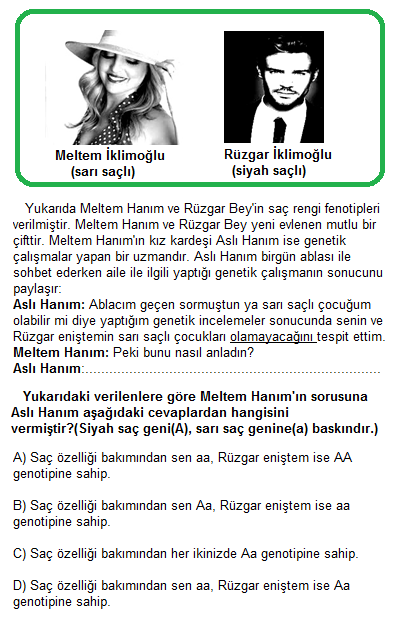 Meltem İklimoğlu
(sarı saçlı)
Rüzgar İklimoğlu
(siyah saçlı)
Yukarıda Meltem Hanım ve Rüzgar Bey'in saç rengi fenotipleri
verilmiştir. Meltem Hanım ve Rüzgar Bey yeni evlenen mutlu bir
çifttir. Meltem Hanım'ın kız kardeşi Aslı Hanım ise genetik
çalışmalar yapan bir uzmandır. Aslı Hanım birgün ablası ile
sohbet ederken aile ile ilgili yaptığı genetik çalışmanın sonucunu
paylaşır:
Aslı Hanım: Ablacım geçen sormuştun ya sarı saçlı çocuğum
olabilir mi diye yaptığım genetik incelemeler sonucunda senin ve
Rüzgar eniştemin sarı saçlı çocukları olamayacağını tespit ettim.
Meltem Hanım: Peki bunu nasıl anladın?
Aslı Hanım:....................................................................
Yukarıdaki verilenlere göre Meltem Hanım'ın sorusuna
Aslı Hanım aşağıdaki cevaplardan hangisini
vermiştir?(Siyah saç geni(A), sarı saç genine(a) baskındır.)
A) Saç özelliği bakımından sen aa, Rüzgar eniştem ise AA
genotipine sahip.
B) Saç özelliği bakımından sen Aa, Rüzgar eniştem ise aa
genotipine sahip.
C) Saç özelliği bakımından her ikinizde Aa genotipine sahip.
D) Saç özelliği bakımından sen aa, Rüzgar eniştem ise Aa
genotipine sahip.